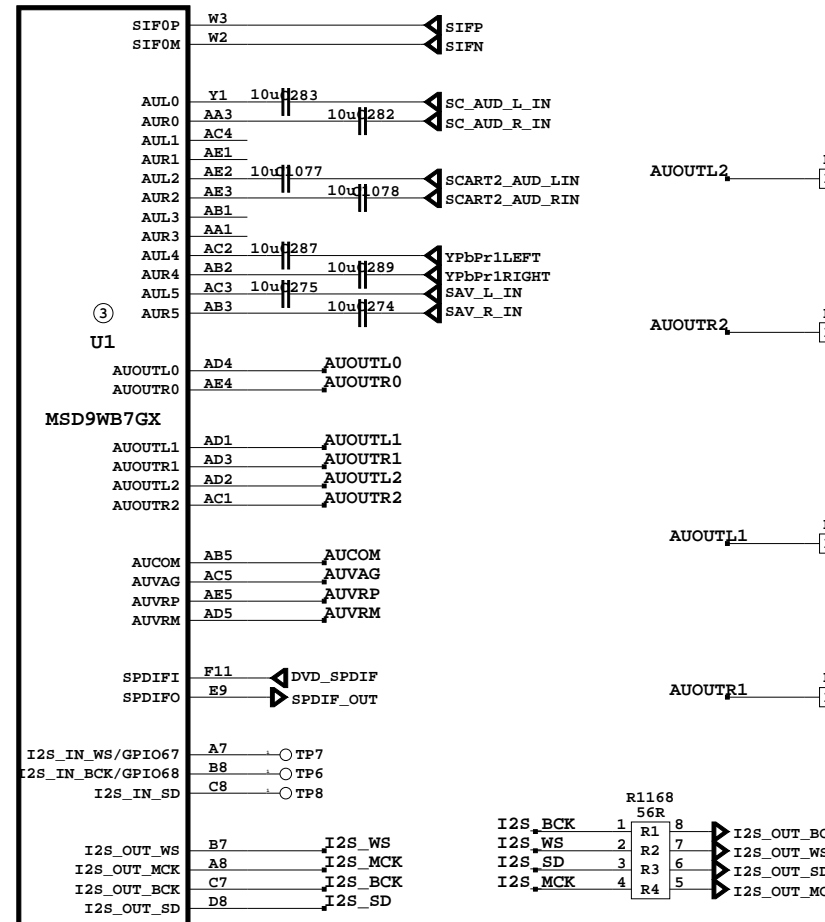 SIF0P W3 SIFP
SIF0M W2 SIFN
AUL0 Y1 10u C283 SC_AUD_L_IN
AUR0 AA3 10u C282 SC_AUD_R_IN
AUL1 AC4
AUR1 AE1
AUL2 AE2 10u C1077 SCART2_AUD_LIN
AUR2 AE3 10u C1078 SCART2_AUD_RIN
AUL3 AB1
AUR3 AA1
AUL4 AC2 10u C287 YPbPr1LEFT
AUR4 AB2 10u C289 YPbPr1RIGHT
AUL5 AC3 10u C275 SAV_L_IN
AUR5 AB3 10u C274 SAV_R_IN
3
U1
AUOUTL0 AD4 AUOUTL0
AUOUTR0 AE4 AUOUTR0
MSD9WB7GX
AUOUTL1 AD1 AUOUTL1
AUOUTR1 AD3 AUOUTR1
AUOUTL2 AD2 AUOUTL2
AUOUTR2 AC1 AUOUTR2
AUCOM AB5 AUCOM
AUVAG AC5 AUVAG
AUVRP AE5 AUVRP
AUVRM AD5 AUVRM
SPDIFI F11 DVD_SPDIF
SPDIFO E9 SPDIF_OUT
I2S_IN_WS/GPIO67 A7 1 TP7
I2S_IN_BCK/GPIO68 B8 1 TP6
I2S_IN_SD C8 1 TP8
I2S_OUT_WS B7 I2S_WS
I2S_OUT_MCK A8 I2S_MCK
I2S_OUT_BCK C7 I2S_BCK
I2S_OUT_SD D8 I2S_SD
AUOUTL2
AUOUTR2
AUOUTL1
AUOUTR1
R1168
56R
I2S_BCK 1 R1 8 I2S_OUT_BC
I2S_WS 2 R2 7 I2S_OUT_WS
I2S_SD 3 R3 6 I2S_OUT_SD
I2S_MCK 4 R4 5 I2S_OUT_MC